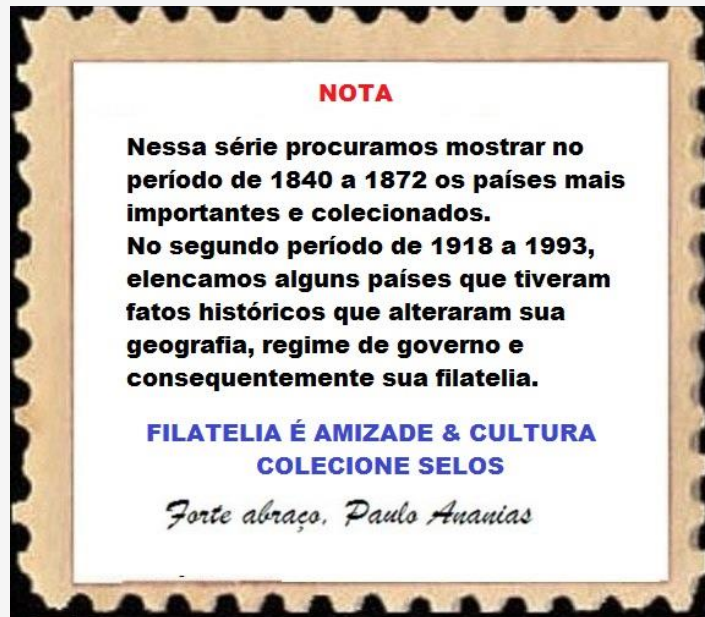 NOTA
Nessa série procuramos mostrar no
período de 1840 a 1872 os países mais
importantes e colecionados.
No segundo período de 1918 a 1993,
elencamos alguns países que tiveram
fatos históricos que alteraram sua
geografia, regime de governo e
consequentemente sua filatelia.
FILATELIA É AMIZADE & CULTURA
COLECIONE SELOS
Forte abraço, Paulo Ananias